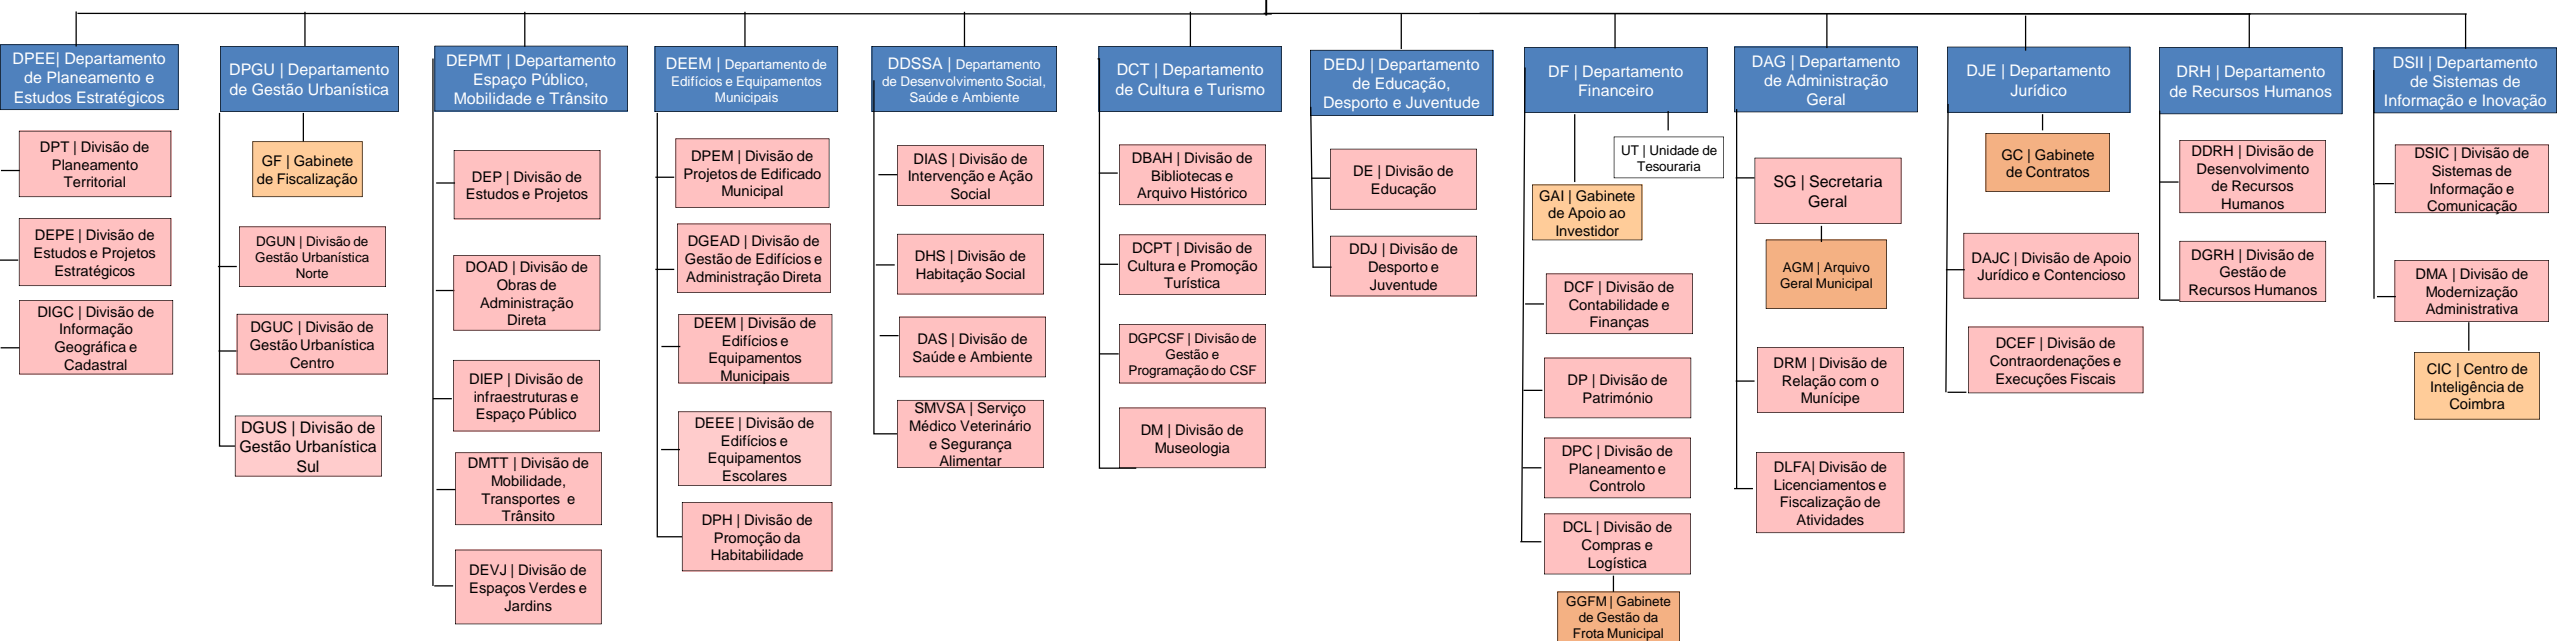 DPEE| Departamento
de Planeamento e
Estudos Estratégicos
DPT | Divisão de
Planeamento
Territorial
DEPE | Divisão de
Estudos e Projetos
Estratégicos
DIGC | Divisão de
Informação
Geográfica e
Cadastral
DPGU | Departamento
de Gestão Urbanística
GF | Gabinete
de Fiscalização
DGUN | Divisão de
Gestão Urbanística
Norte
DGUC | Divisão de
Gestão Urbanística
Centro
DGUS | Divisão de
Gestão Urbanística
Sul
DEPMT | Departamento
Espaço Público,
Mobilidade e Trânsito
DEP | Divisão de
Estudos e Projetos
DOAD | Divisão de
Obras de
Administração
Direta
DIEP | Divisão de
infraestruturas e
Espaço Público
DMTT | Divisão de
Mobilidade,
Transportes e
Trânsito
DEVJ | Divisão de
Espaços Verdes e
Jardins
DEEM | Departamento de
Edifícios e Equipamentos
Municipais
DPEM | Divisão de
Projetos de Edificado
Municipal
DGEAD | Divisão de
Gestão de Edifícios e
Administração Direta
DEEM | Divisão de
Edifícios e
Equipamentos
Municipais
DEEE | Divisão de
Edifícios e
Equipamentos
Escolares
DPH | Divisão de
Promoção da
Habitabilidade
DDSSA | Departamento
de Desenvolvimento Social,
Saúde e Ambiente
DIAS | Divisão de
Intervenção e Ação
Social
DHS | Divisão de
Habitação Social
DAS | Divisão de
Saúde e Ambiente
SMVSA | Serviço
Médico Veterinário
e Segurança
Alimentar
DCT | Departamento
de Cultura e Turismo
DBAH | Divisão de
Bibliotecas e
Arquivo Histórico
DCPT | Divisão de
Cultura e Promoção
Turística
DGPCSF | Divisão de
Gestão e
Programação do CSF
DM | Divisão de
Museologia
DEDJ | Departamento
de Educação,
Desporto e Juventude
DE | Divisão de
Educação
DDJ | Divisão de
Desporto e
Juventude
DF | Departamento
Financeiro
UT | Unidade de
Tesouraria
GAI | Gabinete
de Apoio ao
Investidor
DCF | Divisão de
Contabilidade e
Finanças
DP | Divisão de
Património
DPC | Divisão de
Planeamento e
Controlo
DCL | Divisão de
Compras e
Logística
GGFM | Gabinete
de Gestão da
Frota Municipal
DAG | Departamento
de Administração
Geral
SG | Secretaria
Geral
AGM | Arquivo
Geral Municipal
DRM | Divisão de
Relação com o
Munícipe
DLFA| Divisão de
Licenciamentos e
Fiscalização de
Atividades
DJE | Departamento
Jurídico
GC | Gabinete
de Contratos
DAJC | Divisão de Apoio
Jurídico e Contencioso
DCEF | Divisão de
Contraordenações e
Execuções Fiscais
DRH | Departamento
de Recursos Humanos
DDRH | Divisão de
Desenvolvimento
de Recursos
Humanos
DGRH | Divisão de
Gestão de
Recursos Humanos
DSII | Departamento
de Sistemas de
Informação e Inovação
DSIC | Divisão de
Sistemas de
Informação e
Comunicação
DMA | Divisão de
Modernização
Administrativa
CIC | Centro de
Inteligência de
Coimbra